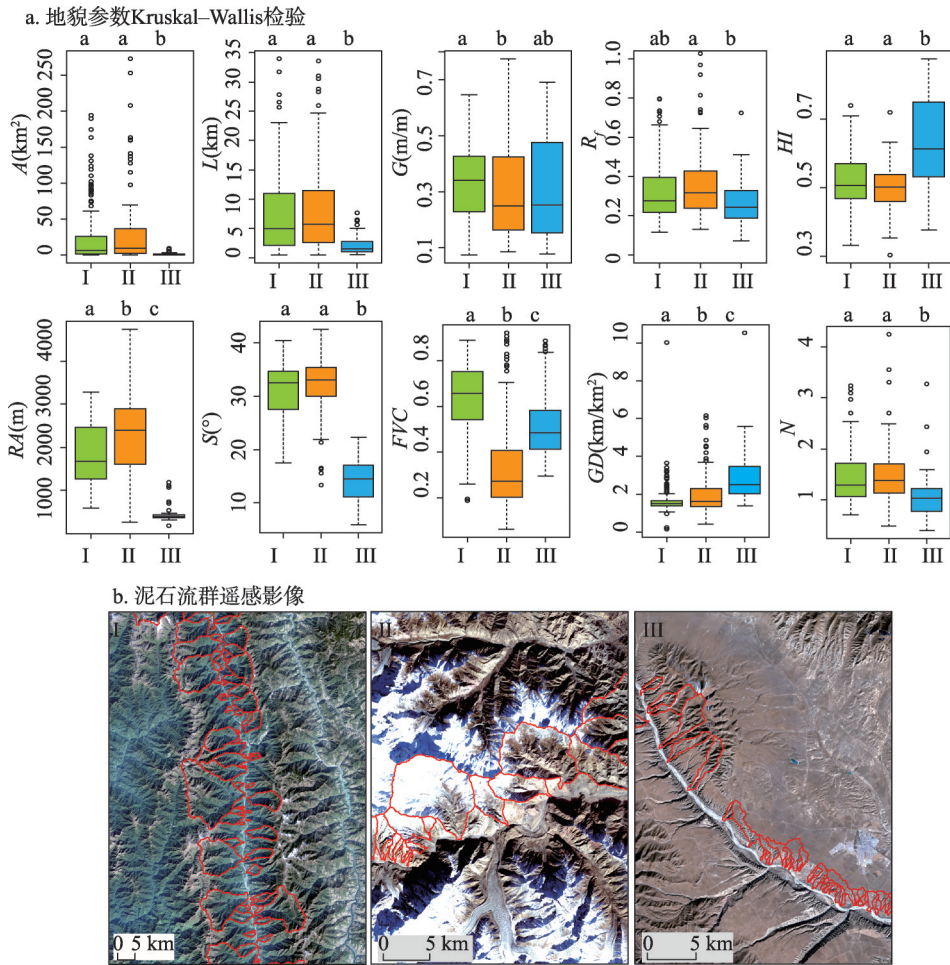 a. 地貌参数Kruskal–Wallis检验
a a b
A(km²)
250
200
150
100
50
0
I II III
a a b
L(km)
35
30
25
20
15
10
5
0
I II III
a b ab
G(m/m)
0.7
0.5
0.3
0.1
I II III
ab a b
R_f
1.0
0.8
0.6
0.4
0.2
0
I II III
a a b
HI
0.7
0.5
0.3
I II III
a b c
RA(m)
4000
3000
2000
1000
I II III
a a b
S(°)
40
30
20
10
I II III
a b c
FVC
0.8
0.6
0.4
0.2
I II III
a b c
GD(km/km²)
10
8
6
4
2
0
I II III
a a b
N
4
3
2
1
I II III
b. 泥石流群遥感影像
I
0 5 km
II
0 5 km
III
0 5 km